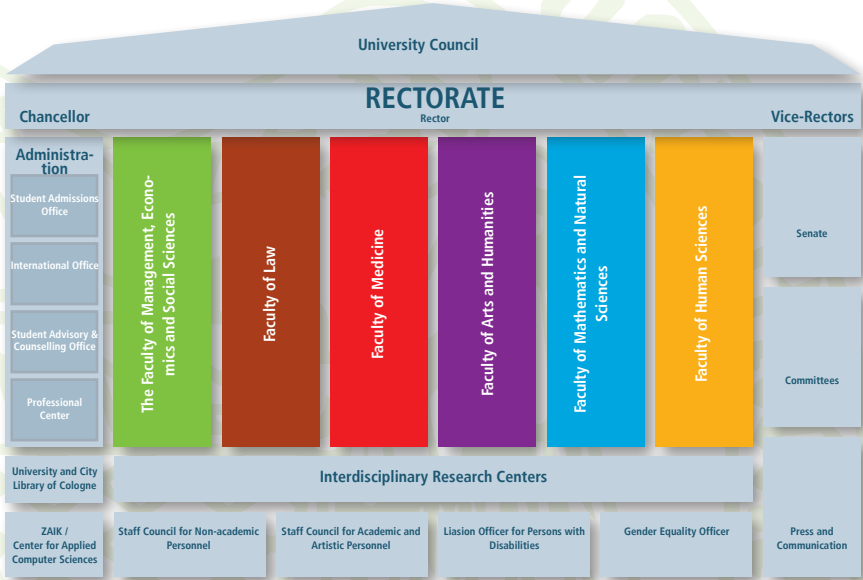 University Council
RECTORATE
Chancellor
Rector
Vice-Rectors
Administra-
tion
Student Admissions
Office
International Office
Student Advisory &
Counselling Office
Professional
Center
The Faculty of Management, Econo-
mics and Social Sciences
Faculty of Law
Faculty of Medicine
Faculty of Arts and Humanities
Faculty of Mathematics and Natural
Sciences
Faculty of Human Sciences
Senate
Committees
University and City
Library of Cologne
Interdisciplinary Research Centers
ZAIK /
Center for Applied
Computer Sciences
Staff Council for Non-academic
Personnel
Staff Council for Academic and
Artistic Personnel
Liasion Officer for Persons with
Disabilities
Gender Equality Officer
Press and
Communication